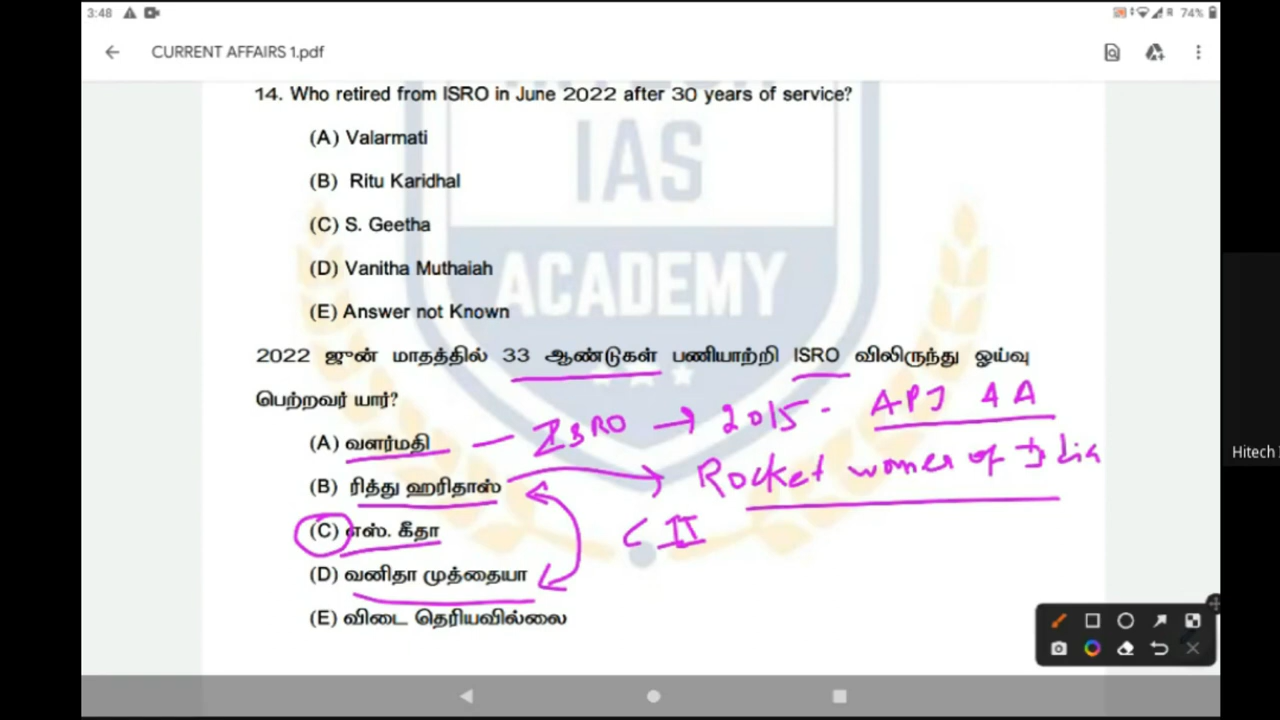 3:48 R 74%
CURRENT AFFAIRS 1.pdf
14. Who retired from ISRO in June 2022 after 30 years of service?
IAS
ACADEMY
(A) Valarmati
(B) Ritu Karidhal
(C) S. Geetha
(D) Vanitha Muthaiah
(E) Answer not Known
2022 ஜுன் மாதத்தில் 33 ஆண்டுகள் பணியாற்றி ISRO விலிருந்து ஓய்வு
பெற்றவர் யார்?
(A) வளர்மதி – ISRO → 2015 - APJ AA
(B) ரித்து ஹரிதாஸ் → Rocket women of India
(C) எஸ். கீதா C II
(D) வனிதா முத்தையா
(E) விடை தெரியவில்லை
Hitech